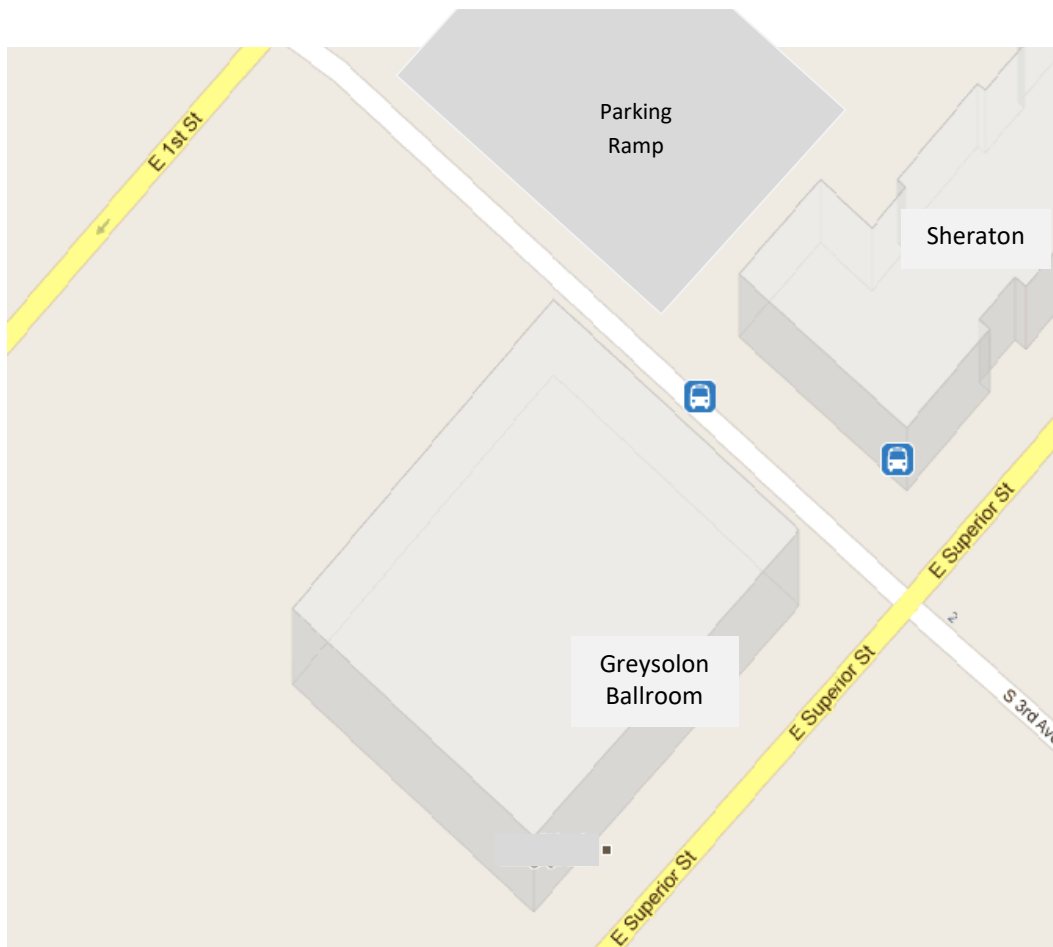 Parking
Ramp
E 1st St
Sheraton
E Superior St
2
Greysolon
Ballroom
E Superior St
S 3rd Ave
E Superior St